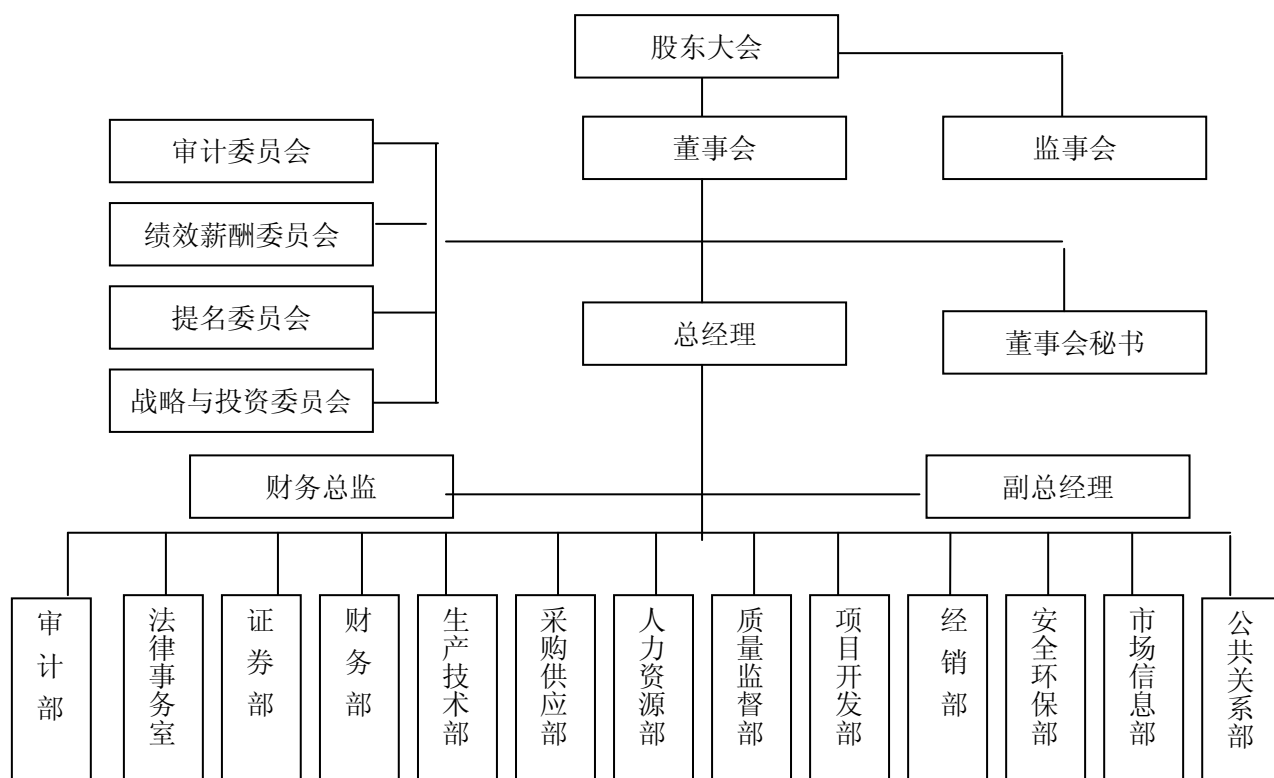 股东大会
董事会
监事会
审计委员会
绩效薪酬委员会
提名委员会
战略与投资委员会
总经理
董事会秘书
财务总监
副总经理
审计部
法律事务室
证券部
财务部
生产技术部
采购供应部
人力资源部
质量监督部
项目开发部
经销部
安全环保部
市场信息部
公共关系部